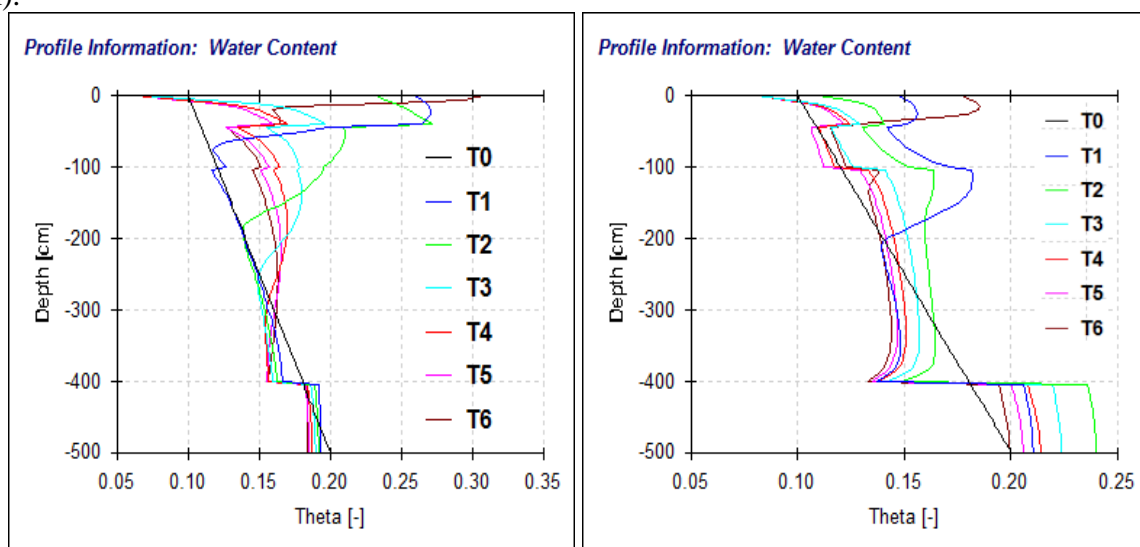 ).
Profile Information: Water Content
0
-100
-200
-300
-400
-500
Depth [cm]
0.05 0.10 0.15 0.20 0.25 0.30 0.35
Theta [-]
T0
T1
T2
T3
T4
T5
T6
Profile Information: Water Content
0
-100
-200
-300
-400
-500
Depth [cm]
0.05 0.10 0.15 0.20 0.25
Theta [-]
T0
T1
T2
T3
T4
T5
T6